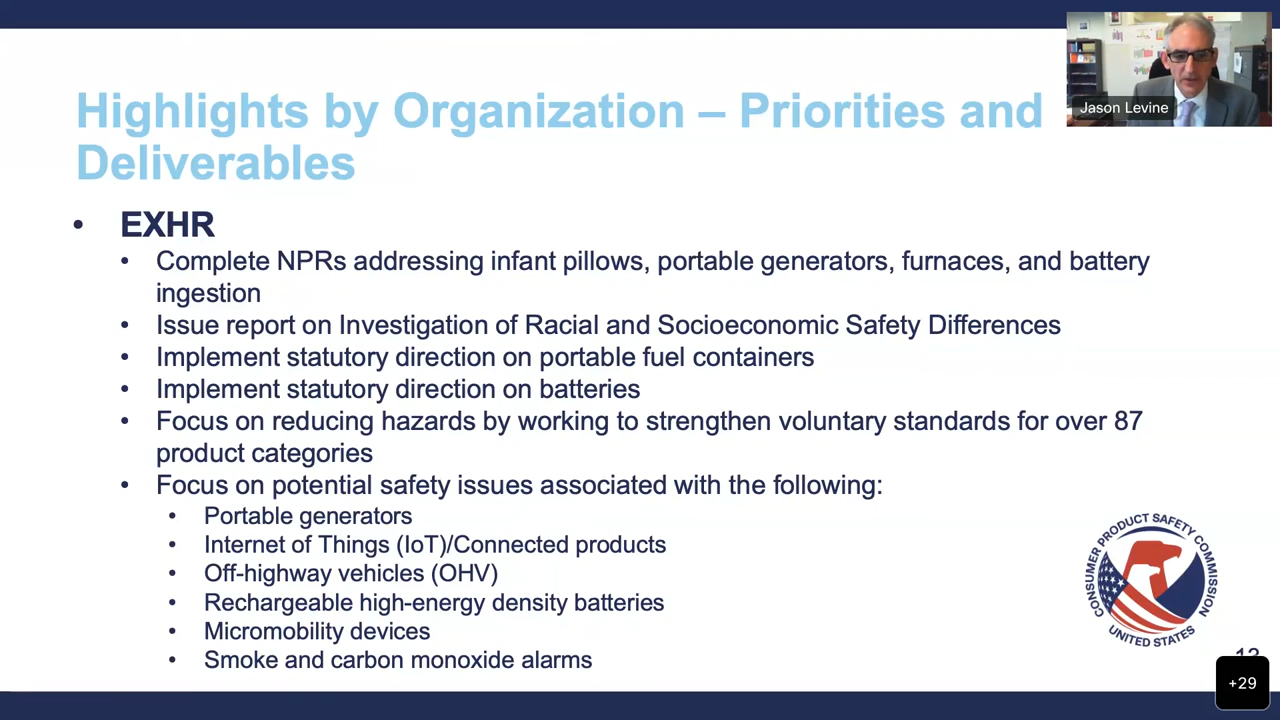 Highlights by Organization – Priorities and
Deliverables
Jason Levine
• EXHR
• Complete NPRs addressing infant pillows, portable generators, furnaces, and battery
ingestion
• Issue report on Investigation of Racial and Socioeconomic Safety Differences
• Implement statutory direction on portable fuel containers
• Implement statutory direction on batteries
• Focus on reducing hazards by working to strengthen voluntary standards for over 87
product categories
• Focus on potential safety issues associated with the following:
• Portable generators
• Internet of Things (IoT)/Connected products
• Off-highway vehicles (OHV)
• Rechargeable high-energy density batteries
• Micromobility devices
• Smoke and carbon monoxide alarms
CONSUMER PRODUCT SAFETY COMMISSION
UNITED STATES
+29